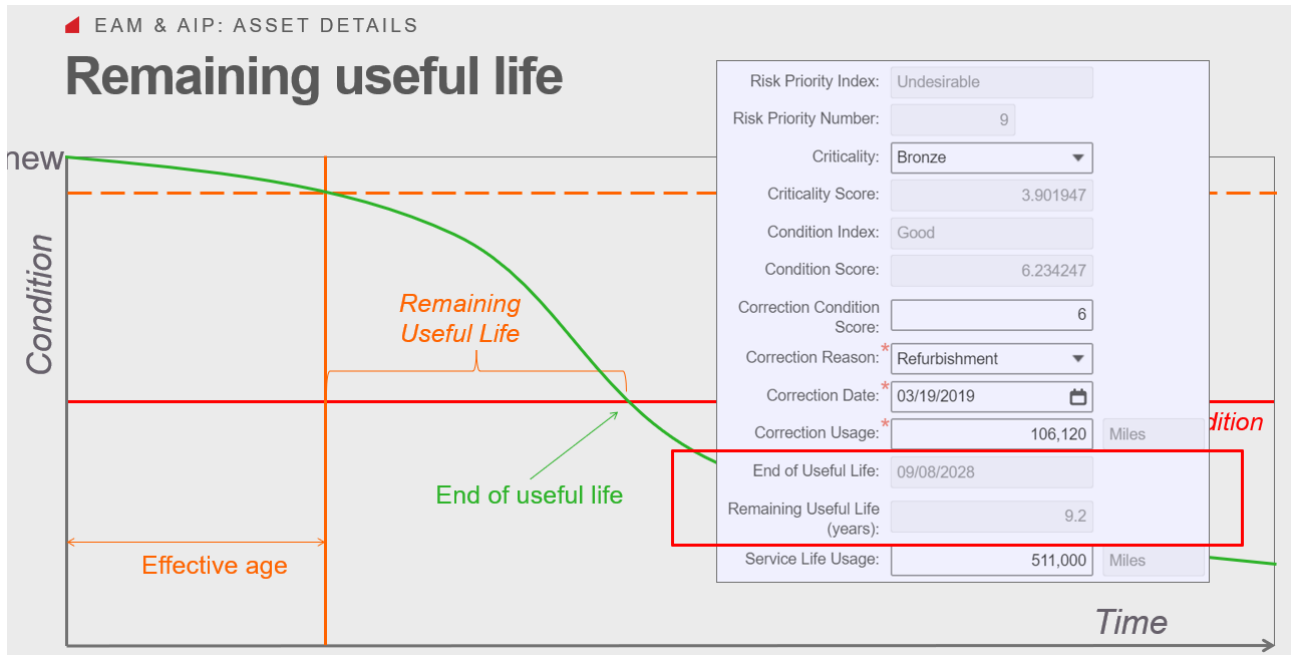 EAM & AIP: ASSET DETAILS
Remaining useful life
new
Condition
Remaining
Useful Life
End of useful life
Effective age
Time
Risk Priority Index: Undesirable
Risk Priority Number: 9
Criticality: Bronze
Criticality Score: 3.901947
Condition Index: Good
Condition Score: 6.234247
Correction Condition
Score: 6
Correction Reason:* Refurbishment
Correction Date:* 03/19/2019
Correction Usage:* 106,120 Miles
End of Useful Life: 09/08/2028
Remaining Useful Life
(years): 9.2
Service Life Usage: 511,000 Miles